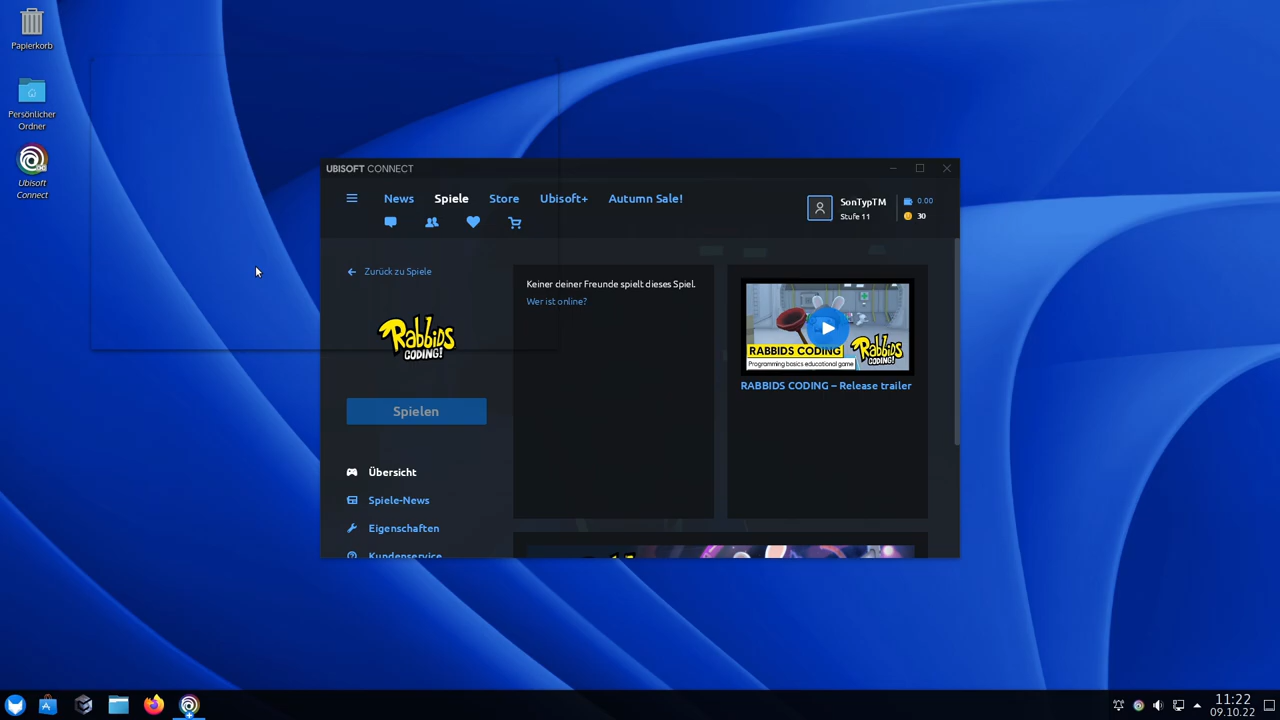 Papierkorb
Persönlicher
Ordner
Ubisoft
Connect
UBISOFT CONNECT
News
Spiele
Store
Ubisoft+
Autumn Sale!
SonTypTM
Stufe 11
0.00
30
Zurück zu Spiele
Rabbids
CODING!
Spielen
Übersicht
Spiele-News
Eigenschaften
Kundenservice
Keiner deiner Freunde spielt dieses Spiel.
Wer ist online?
RABBIDS CODING
Programming basics educational game
Rabbids
CODING!
RABBIDS CODING – Release trailer
11:22
09.10.22